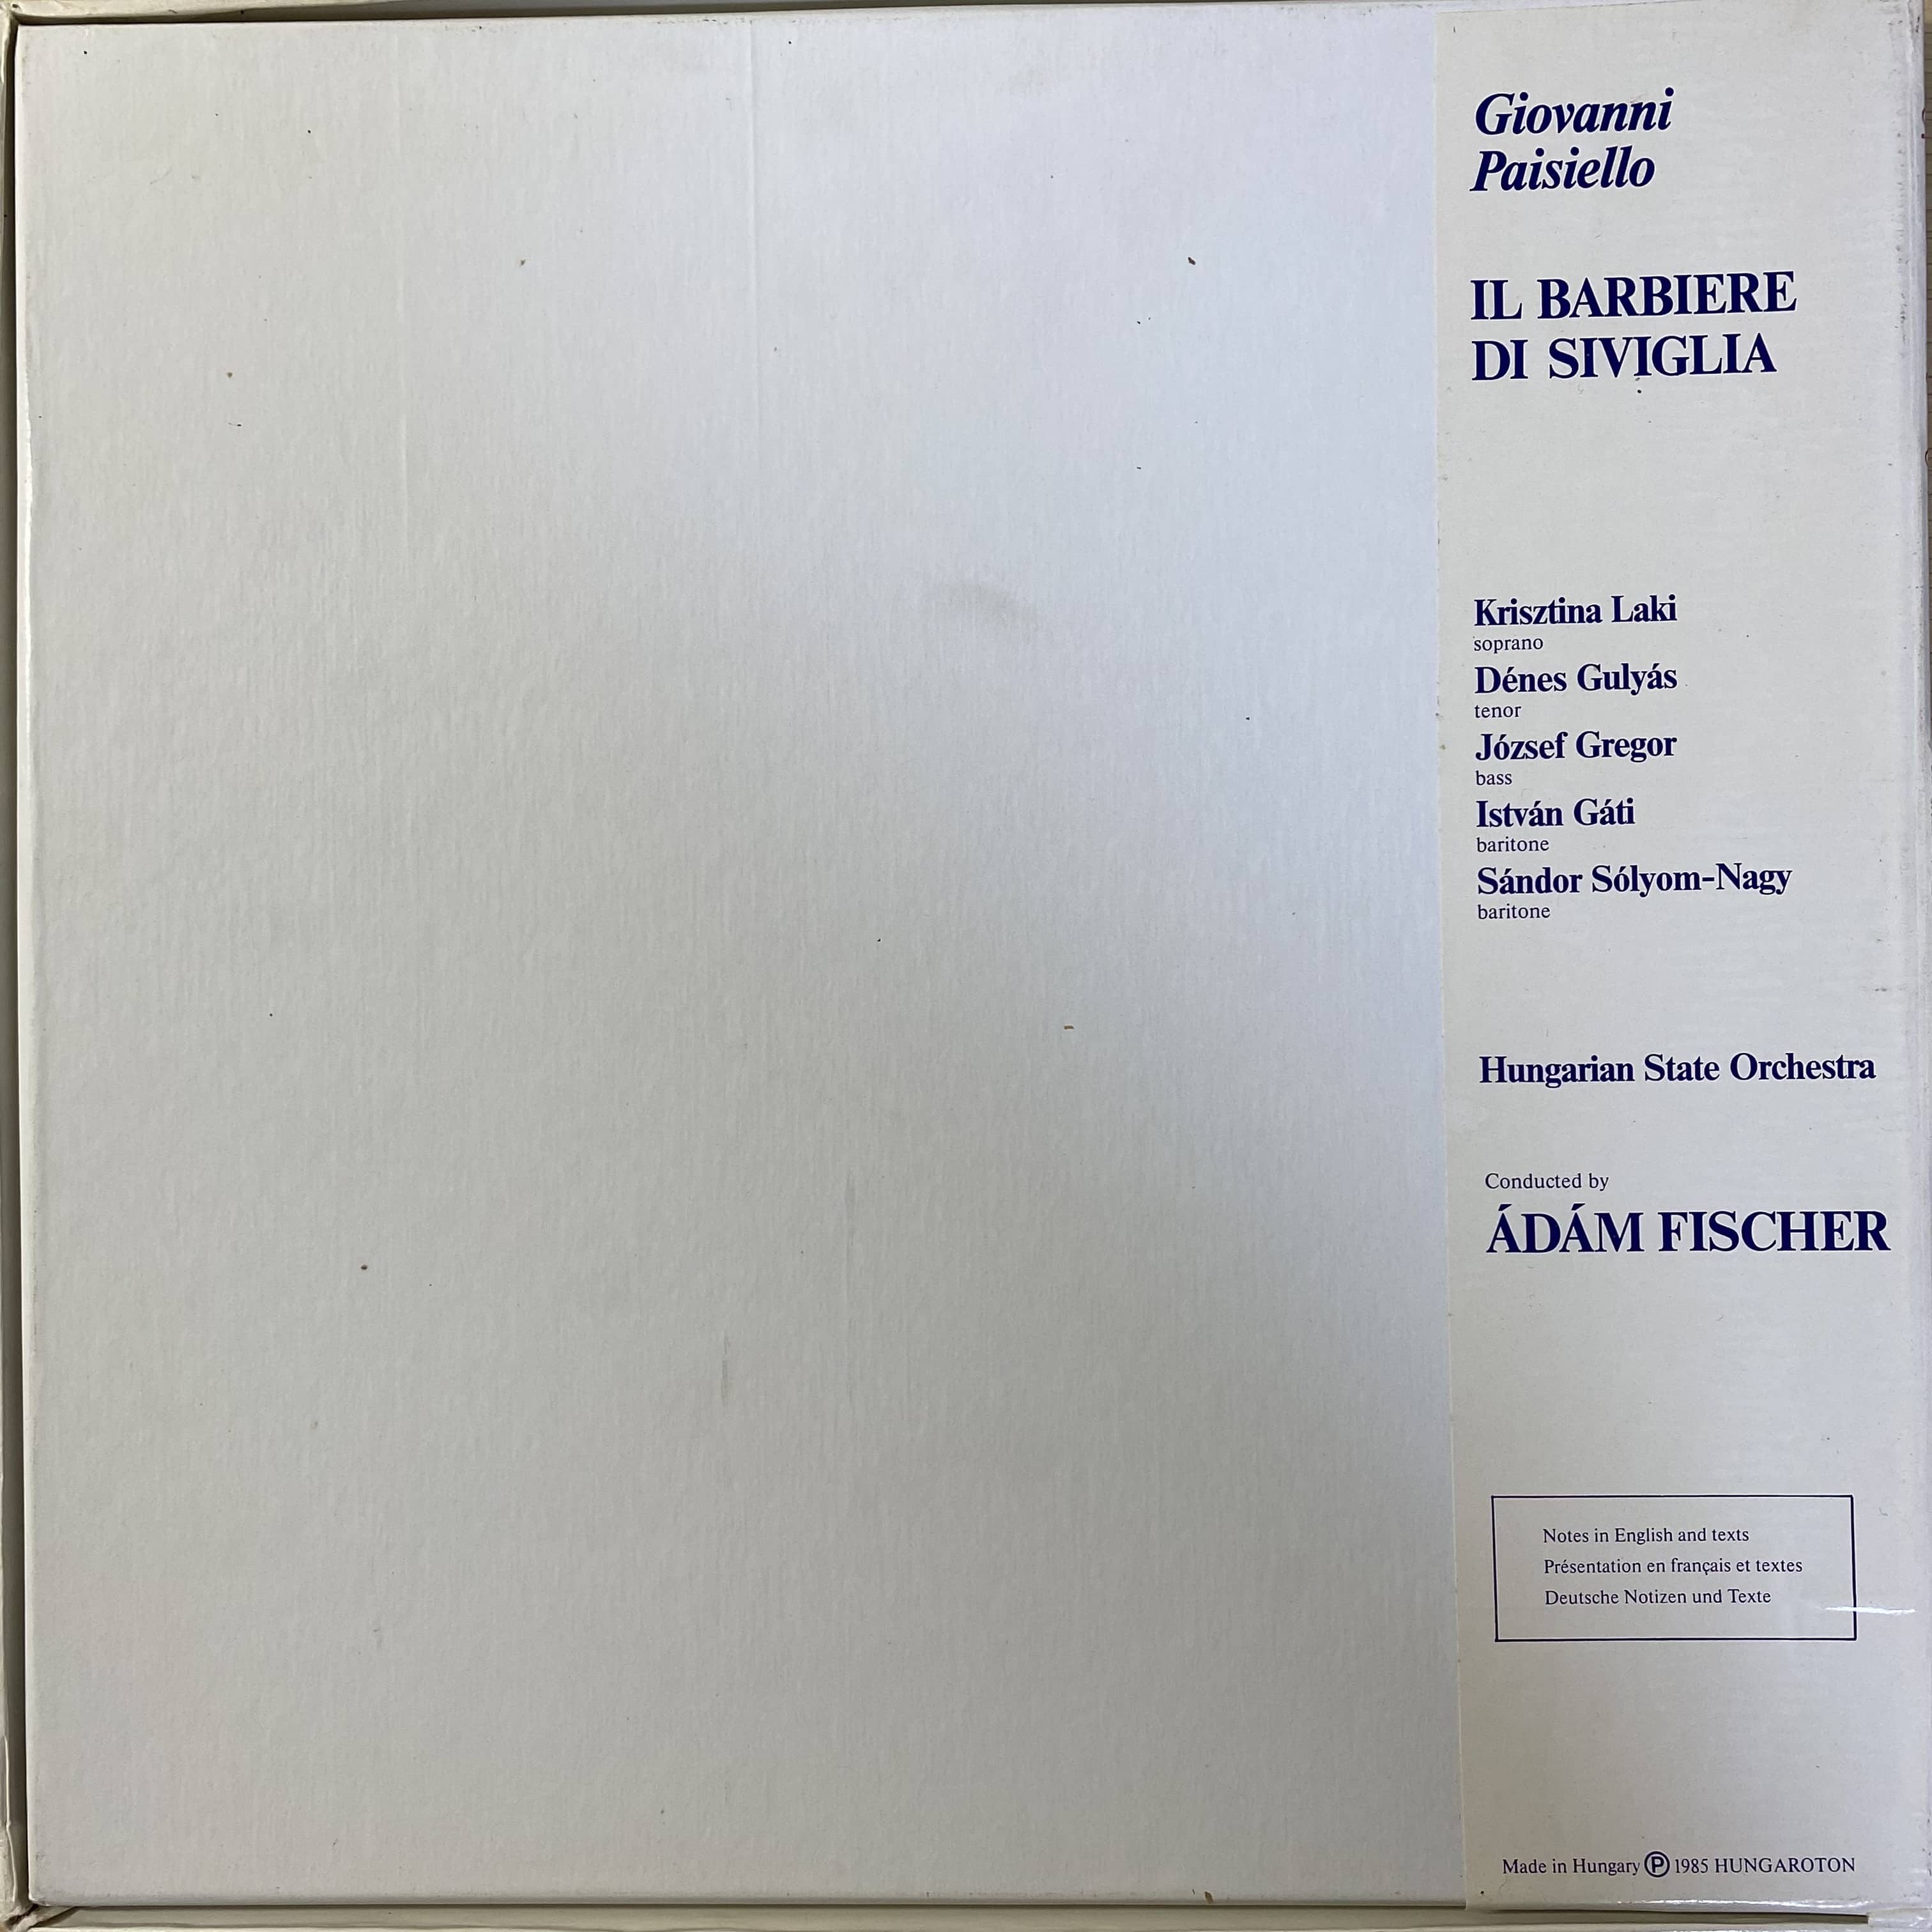 Giovanni
Paisiello
IL BARBIERE
DI SIVIGLIA
Krisztina Laki
soprano
Dénes Gulyás
tenor
József Gregor
bass
István Gáti
baritone
Sándor Sólyom-Nagy
baritone
Hungarian State Orchestra
Conducted by
ÁDÁM FISCHER
Notes in English and texts
Présentation en français et textes
Deutsche Notizen und Texte
Made in Hungary Ⓟ 1985 HUNGAROTON